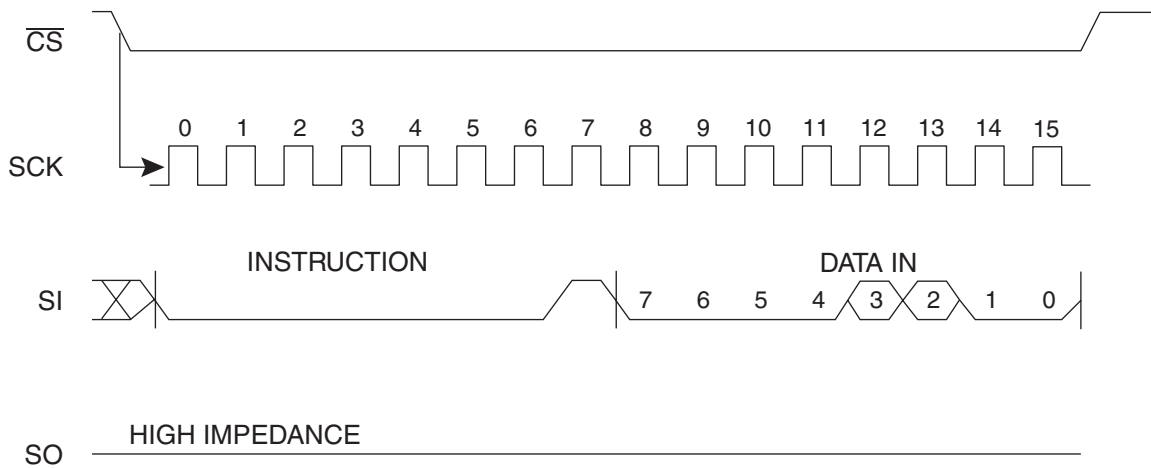 CS
0 1 2 3 4 5 6 7 8 9 10 11 12 13 14 15
SCK
INSTRUCTION DATA IN
SI 7 6 5 4 3 2 1 0
HIGH IMPEDANCE
SO